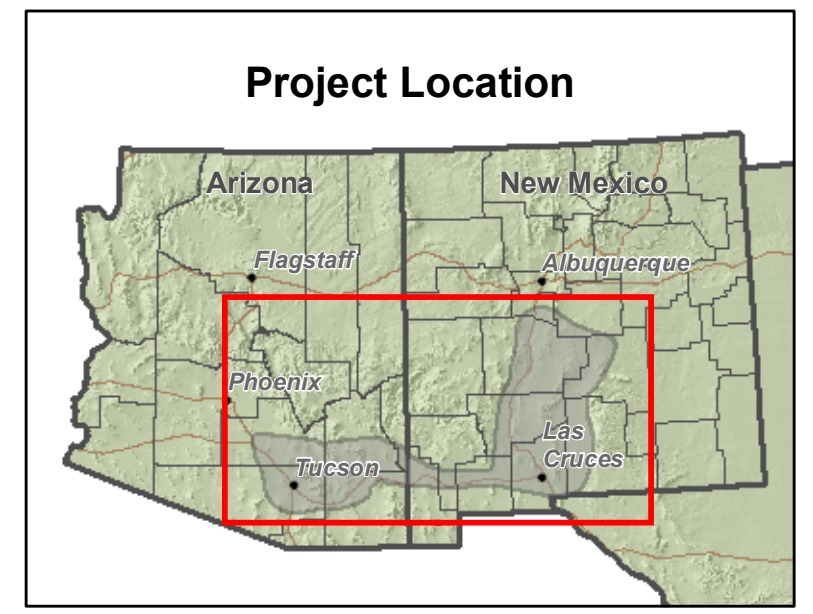 Project Location
Arizona
New Mexico
Flagstaff
Albuquerque
Phoenix
Las
Cruces
Tucson